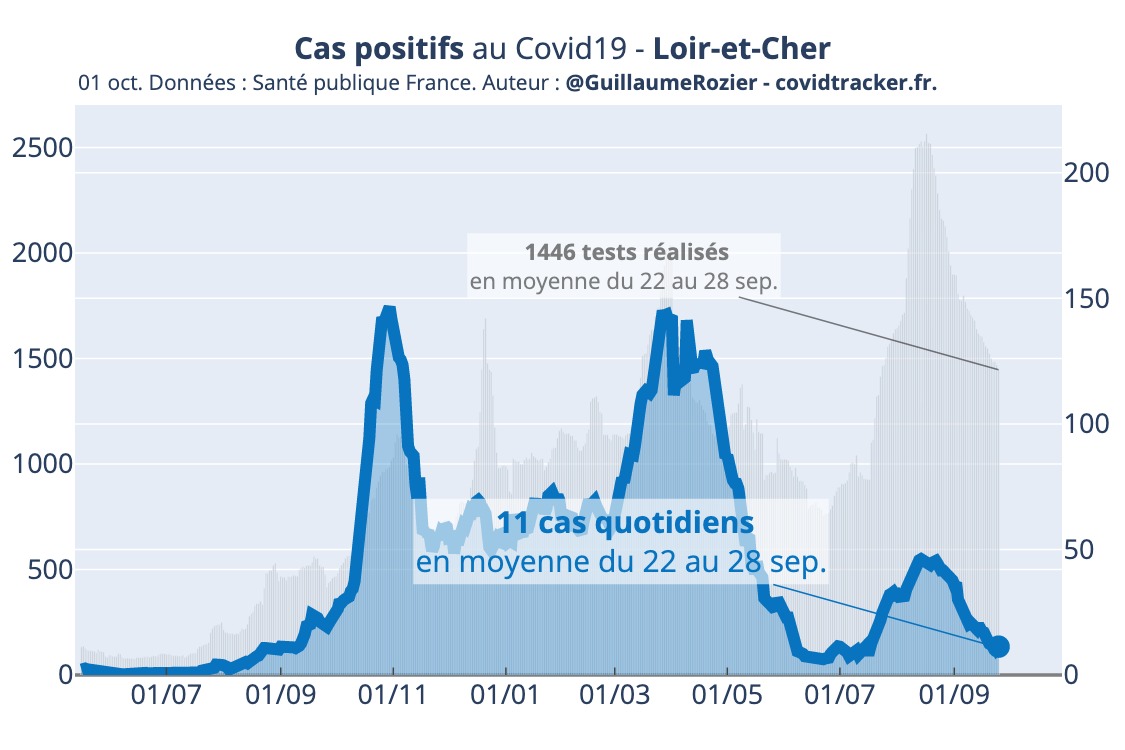 Cas positifs au Covid19 - Loir-et-Cher
01 oct. Données : Santé publique France. Auteur : @GuillaumeRozier - covidtracker.fr.
2500
2000
1500
1000
500
0
200
150
100
50
0
1446 tests réalisés
en moyenne du 22 au 28 sep.
11 cas quotidiens
en moyenne du 22 au 28 sep.
01/07 01/09 01/11 01/01 01/03 01/05 01/07 01/09